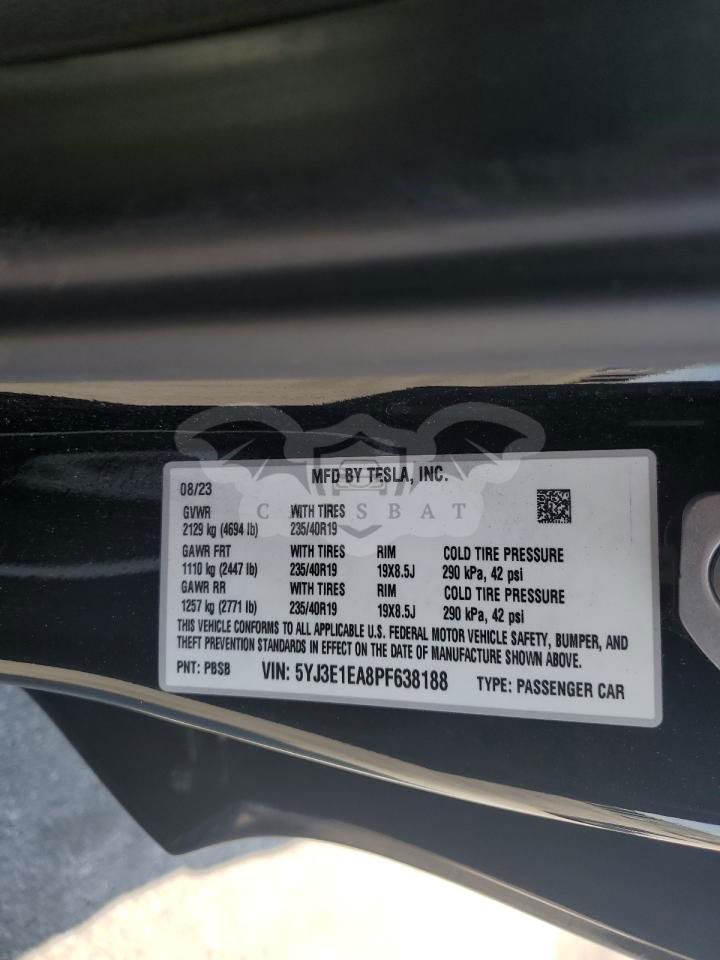 MFD BY TESLA, INC.
08/23
GVWR WITH TIRES
2129 kg (4694 lb) 235/40R19
GAWR FRT WITH TIRES RIM COLD TIRE PRESSURE
1110 kg (2447 lb) 235/40R19 19X8.5J 290 kPa, 42 psi
GAWR RR WITH TIRES RIM COLD TIRE PRESSURE
1257 kg (2771 lb) 235/40R19 19X8.5J 290 kPa, 42 psi
THIS VEHICLE CONFORMS TO ALL APPLICABLE U.S. FEDERAL MOTOR VEHICLE SAFETY, BUMPER, AND
THEFT PREVENTION STANDARDS IN EFFECT ON THE DATE OF MANUFACTURE SHOWN ABOVE.
PNT: PBSB VIN: 5YJ3E1EA8PF638188 TYPE: PASSENGER CAR